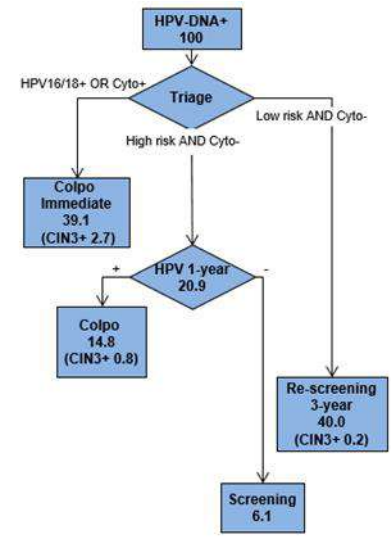 HPV-DNA+
100
HPV16/18+ OR Cyto+
Triage
Low risk AND Cyto-
High risk AND Cyto-
Colpo
Immediate
39.1
(CIN3+ 2.7)
+
HPV 1-year
20.9
-
Colpo
14.8
(CIN3+ 0.8)
Re-screening
3-year
40.0
(CIN3+ 0.2)
Screening
6.1